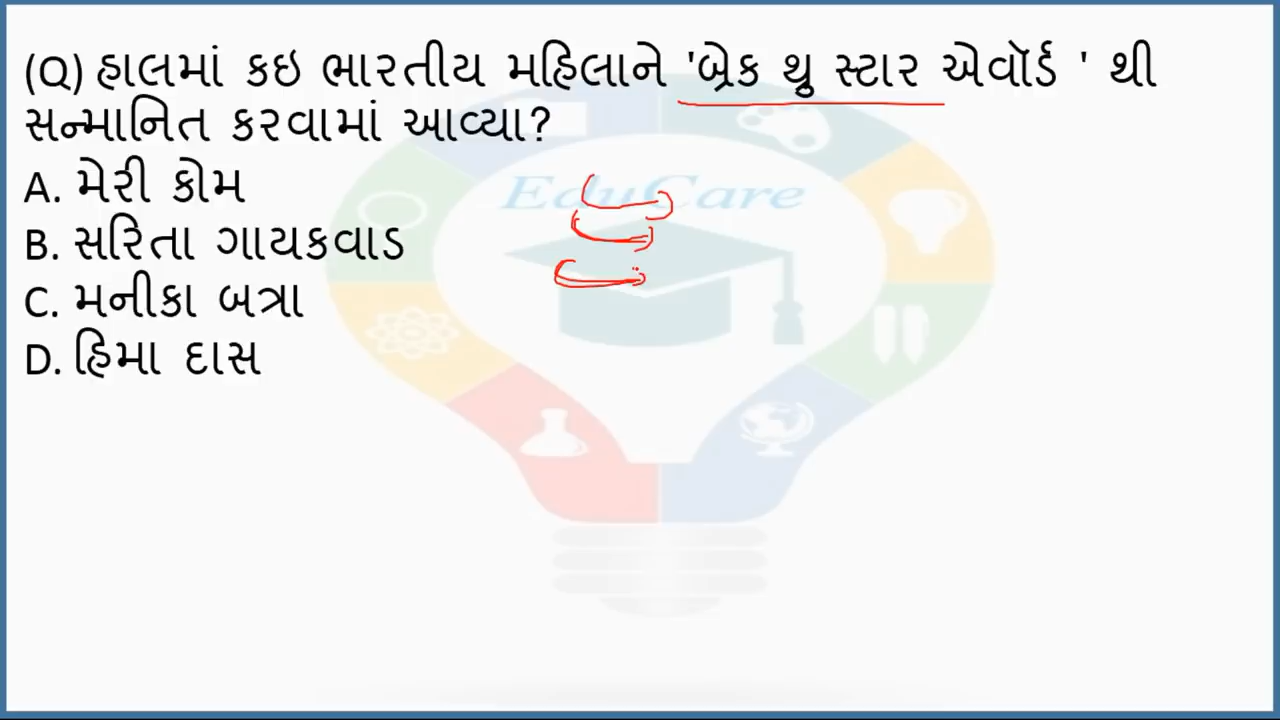 (Q) હાલમાં કઇ ભારતીય મહિલાને 'બ્રેક થ્રુ સ્ટાર એવૉર્ડ ' થી
સન્માનિત કરવામાં આવ્યા?
A. મેરી કોમ
EduCare
B. સરિતા ગાયકવાડ
C. મનીકા બત્રા
D. હિમા દાસ